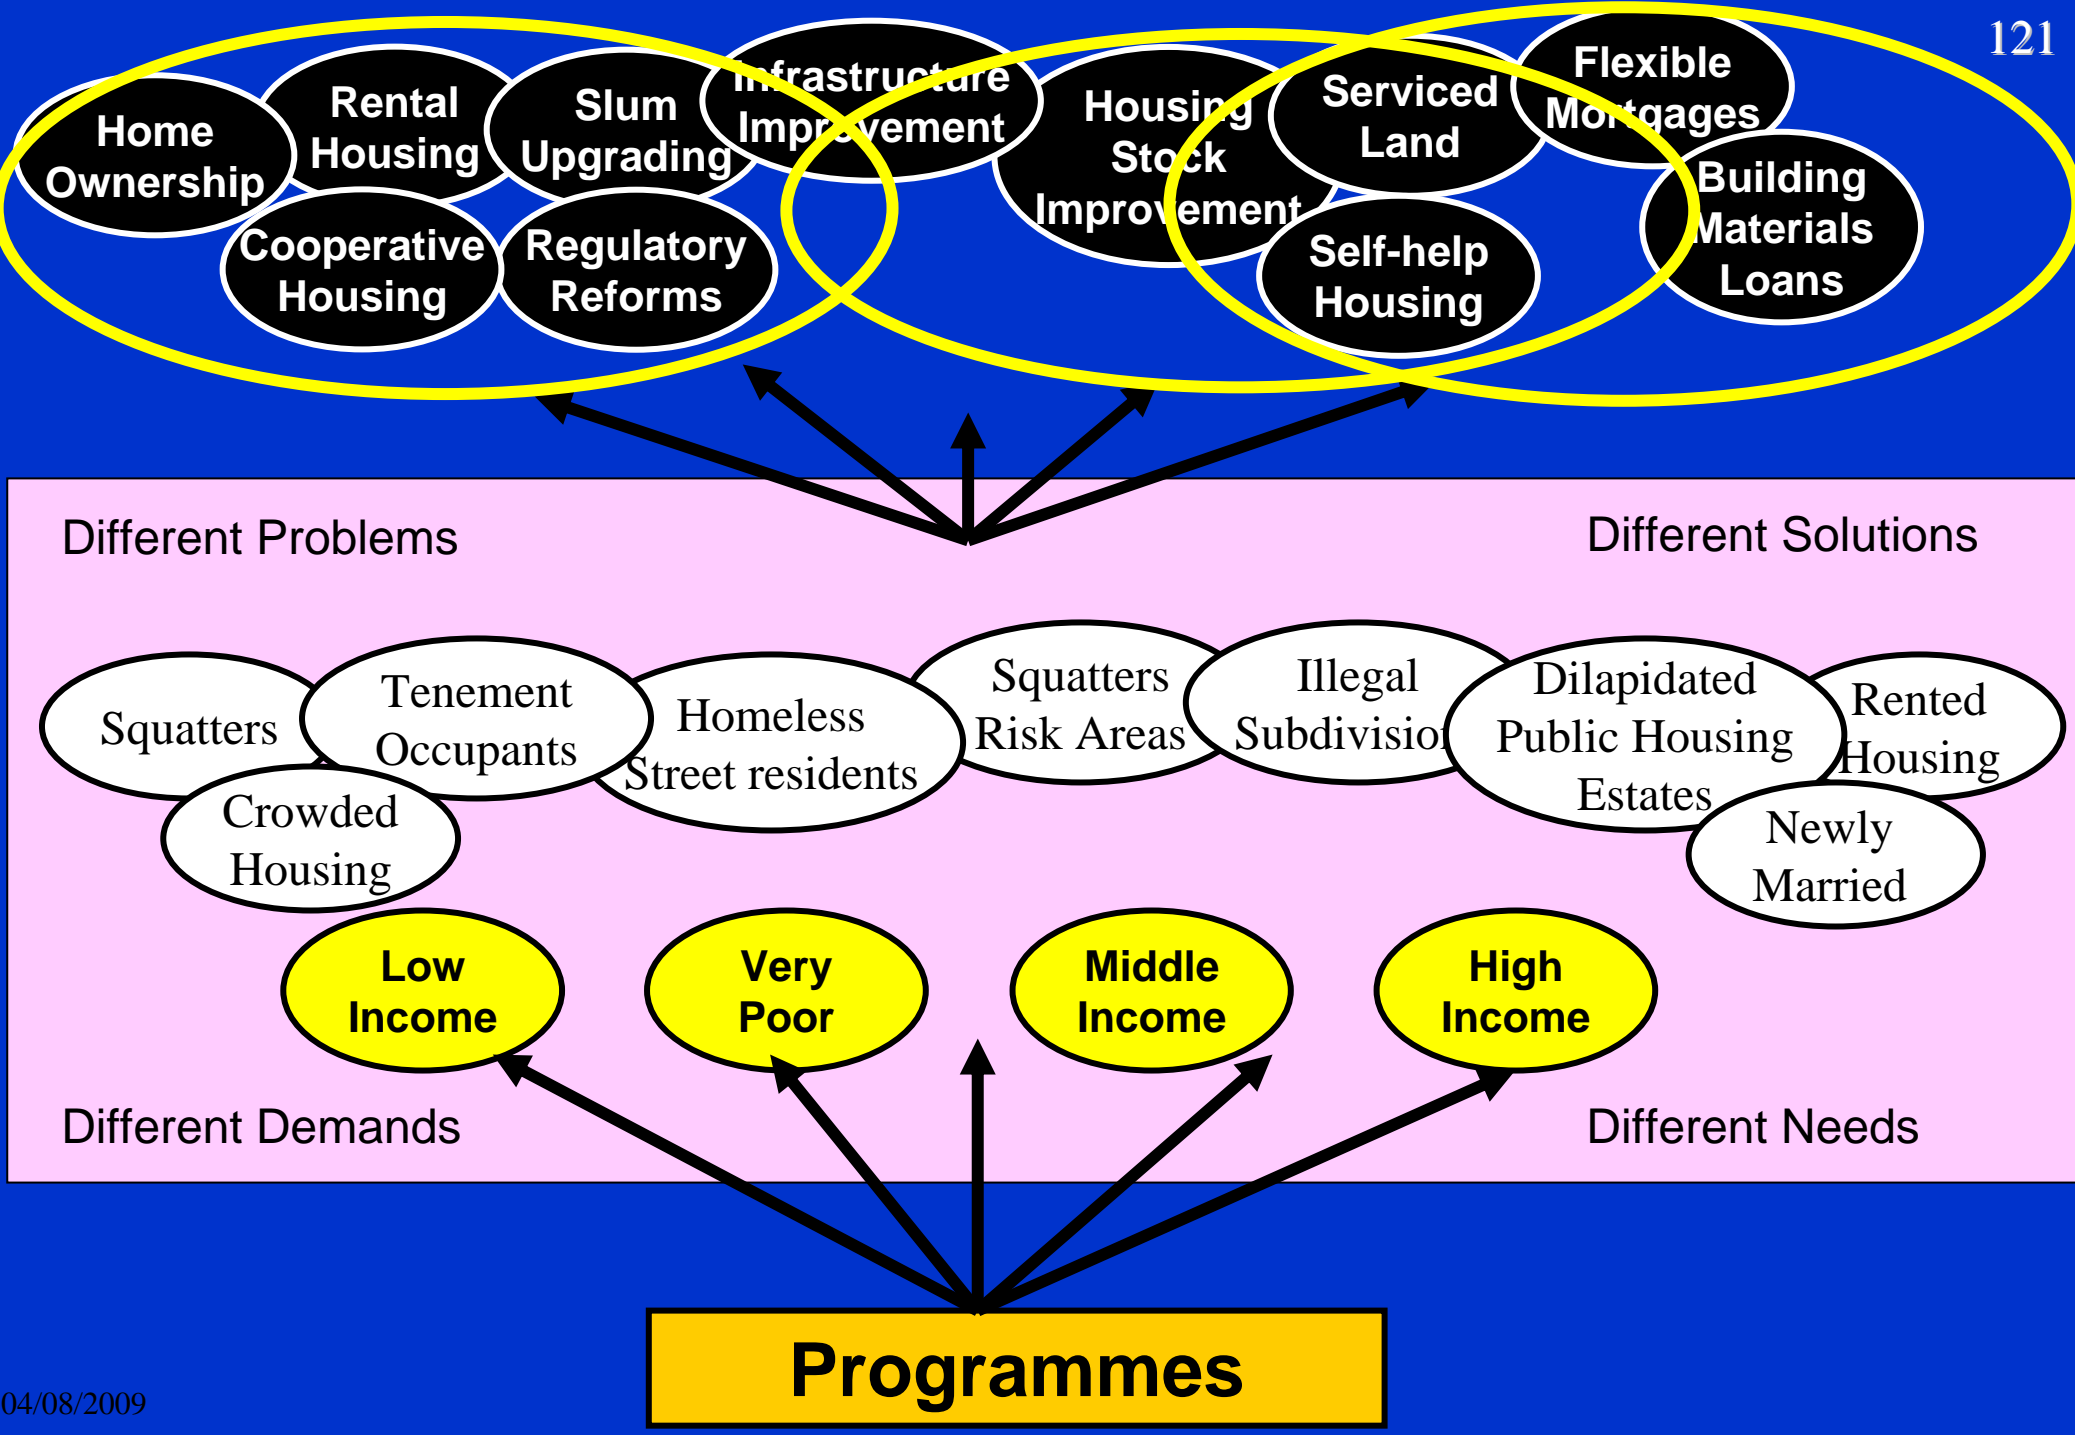 121
Home
Ownership
Rental
Housing
Slum
Upgrading
Infrastructure
Improvement
Housing
Stock
Improvement
Serviced
Land
Flexible
Mortgages
Building
Materials
Loans
Cooperative
Housing
Regulatory
Reforms
Self-help
Housing
Different Problems
Different Solutions
Squatters
Tenement
Occupants
Crowded
Housing
Homeless
Street residents
Squatters
Risk Areas
Illegal
Subdivision
Dilapidated
Public Housing
Estates
Rented
Housing
Newly
Married
Low
Income
Very
Poor
Middle
Income
High
Income
Different Demands
Different Needs
Programmes
04/08/2009